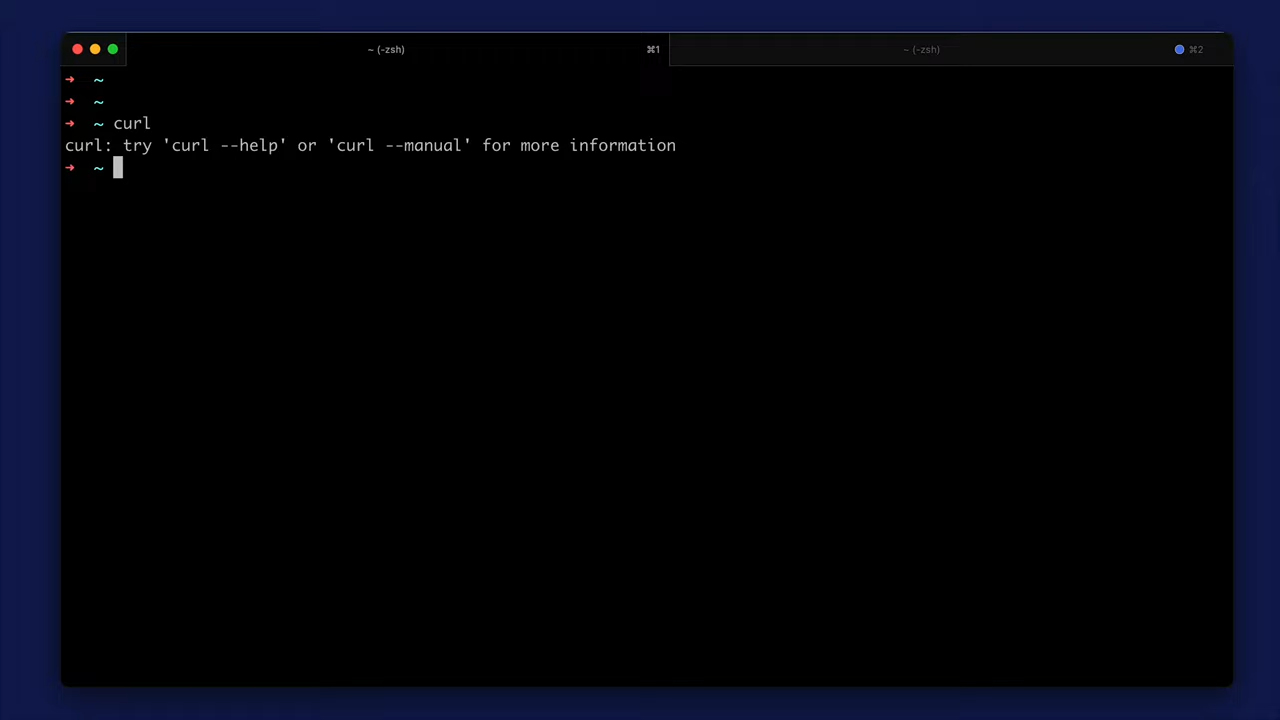 ~ (-zsh) ⌘1 ~ (-zsh) ⌘2
➜ ~
➜ ~
➜ ~ curl
curl: try 'curl --help' or 'curl --manual' for more information
➜ ~